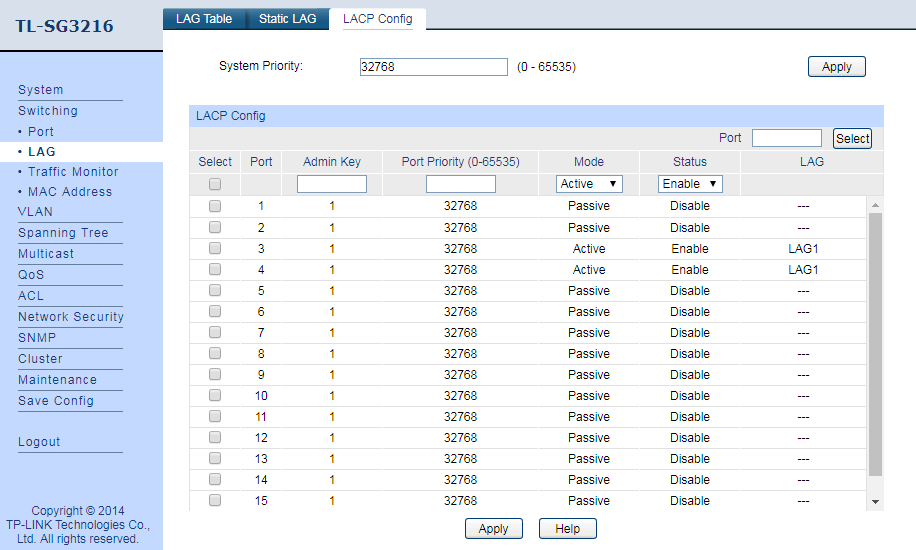 TL-SG3216
LAG Table Static LAG LACP Config
System Priority: 32768 (0 - 65535) Apply
System
Switching
• Port
• LAG
• Traffic Monitor
• MAC Address
VLAN
Spanning Tree
Multicast
QoS
ACL
Network Security
SNMP
Cluster
Maintenance
Save Config
Logout
Copyright © 2014
TP-LINK Technologies Co.,
Ltd. All rights reserved.
LACP Config
Port Select
Select Port Admin Key Port Priority (0-65535) Mode Status LAG
Active Enable
1 1 32768 Passive Disable ---
2 1 32768 Passive Disable ---
3 1 32768 Active Enable LAG1
4 1 32768 Active Enable LAG1
5 1 32768 Passive Disable ---
6 1 32768 Passive Disable ---
7 1 32768 Passive Disable ---
8 1 32768 Passive Disable ---
9 1 32768 Passive Disable ---
10 1 32768 Passive Disable ---
11 1 32768 Passive Disable ---
12 1 32768 Passive Disable ---
13 1 32768 Passive Disable ---
14 1 32768 Passive Disable ---
15 1 32768 Passive Disable ---
Apply Help